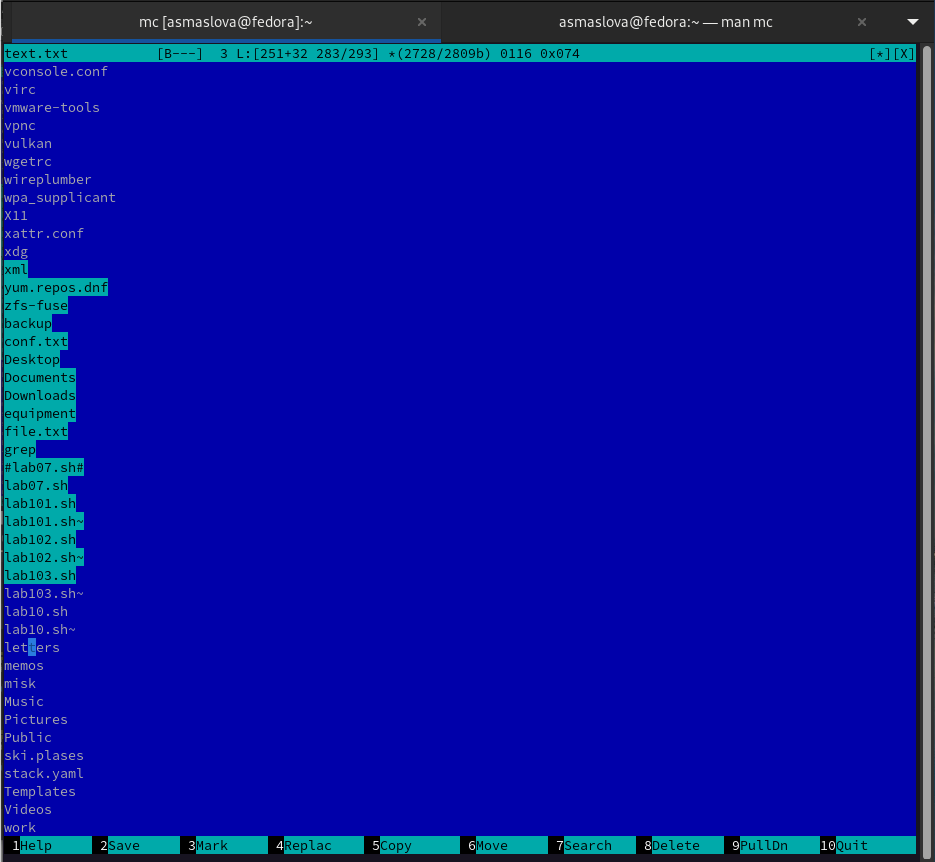 mc [asmaslova@fedora]:~ × asmaslova@fedora:~ — man mc ×
text.txt [B---] 3 L:[251+32 283/293] *(2728/2809b) 0116 0x074 [*][X]
vconsole.conf
virc
vmware-tools
vpnc
vulkan
wgetrc
wireplumber
wpa_supplicant
X11
xattr.conf
xdg
xml
yum.repos.dnf
zfs-fuse
backup
conf.txt
Desktop
Documents
Downloads
equipment
file.txt
grep
#lab07.sh#
lab07.sh
lab101.sh
lab101.sh~
lab102.sh
lab102.sh~
lab103.sh
lab103.sh~
lab10.sh
lab10.sh~
letters
memos
misk
Music
Pictures
Public
ski.plases
stack.yaml
Templates
Videos
work
1Help 2Save 3Mark 4Replac 5Copy 6Move 7Search 8Delete 9PullDn 10Quit